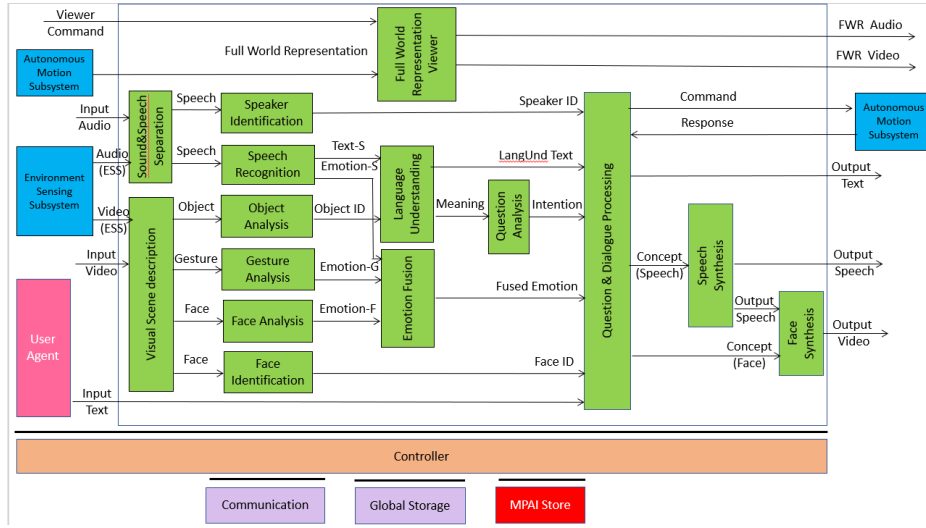 Viewer
Command
Full World Representation
Full World
Representation
Viewer
FWR Audio
FWR Video
Autonomous
Motion
Subsystem
Input
Audio
Sound&Speech
Separation
Speech
Speaker
Identification
Speaker ID
Command
Response
Autonomous
Motion
Subsystem
Environment
Sensing
Subsystem
Audio
(ESS)
Speech
Speech
Recognition
Text-S
Emotion-S
Language
Understanding
LangUnd Text
Output
Text
Video
(ESS)
Object
Object
Analysis
Object ID
Meaning
Question
Analysis
Intention
Question & Dialogue Processing
Input
Video
Visual Scene description
Gesture
Gesture
Analysis
Emotion-G
Emotion Fusion
Concept
(Speech)
Speech
Synthesis
Output
Speech
User
Agent
Face
Face Analysis
Emotion-F
Fused Emotion
Output
Speech
Face
Synthesis
Output
Video
Face
Face
Identification
Face ID
Concept
(Face)
Input
Text
Controller
Communication
Global Storage
MPAI Store